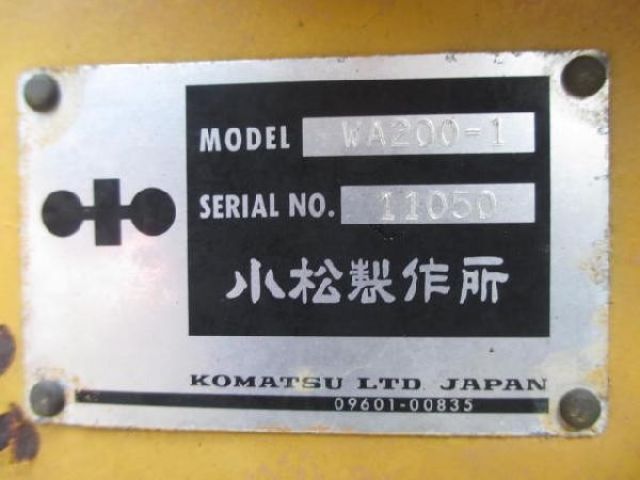 MODEL WA200-1
SERIAL NO. 11050
小松製作所
KOMATSU LTD JAPAN
09601-00835